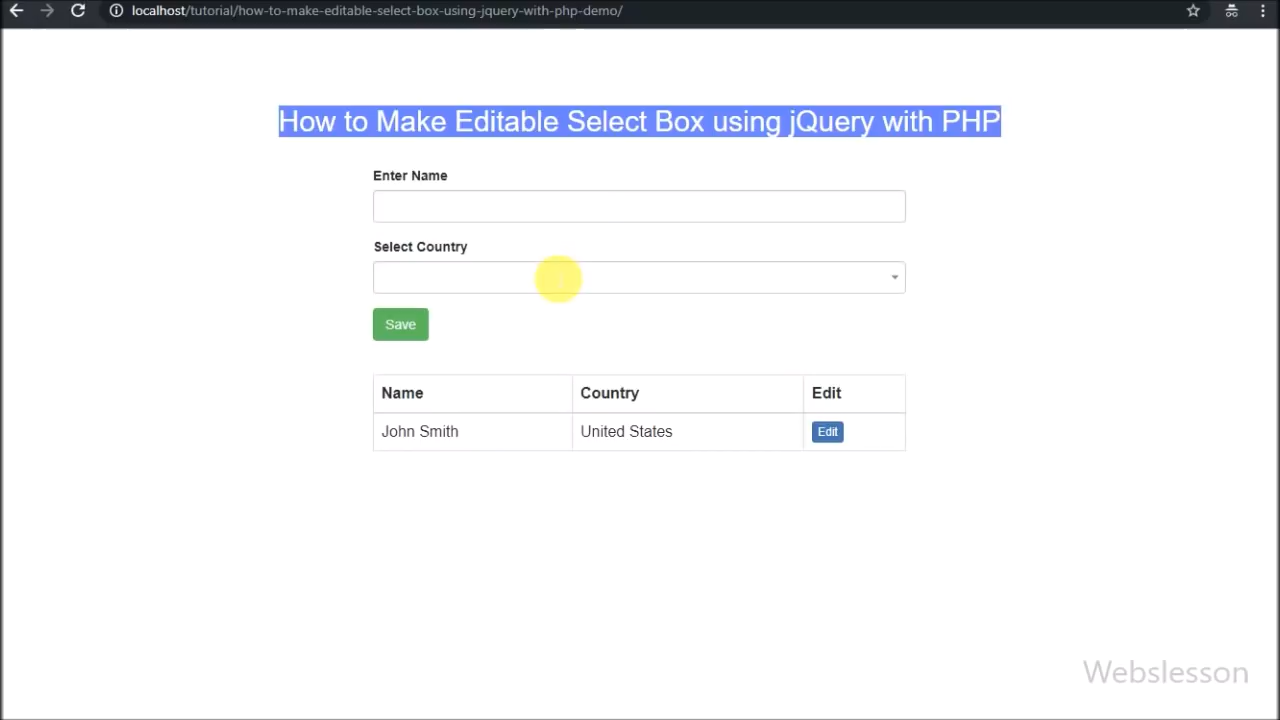 localhost/tutorial/how-to-make-editable-select-box-using-jquery-with-php-demo/
How to Make Editable Select Box using jQuery with PHP
Enter Name
Select Country
Save
Name Country Edit
John Smith United States Edit
Webslesson